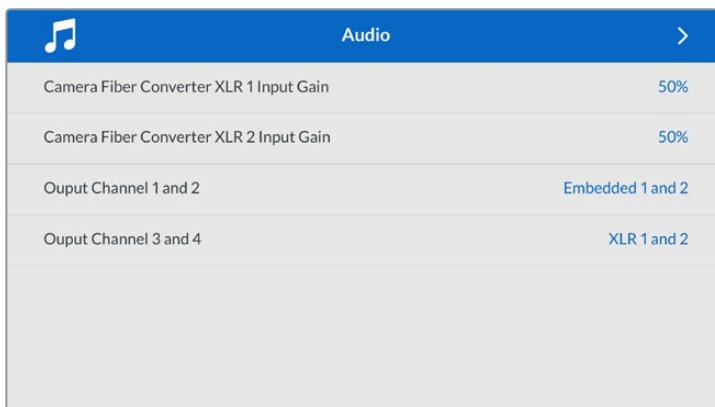 Audio
Camera Fiber Converter XLR 1 Input Gain 50%
Camera Fiber Converter XLR 2 Input Gain 50%
Ouput Channel 1 and 2 Embedded 1 and 2
Ouput Channel 3 and 4 XLR 1 and 2